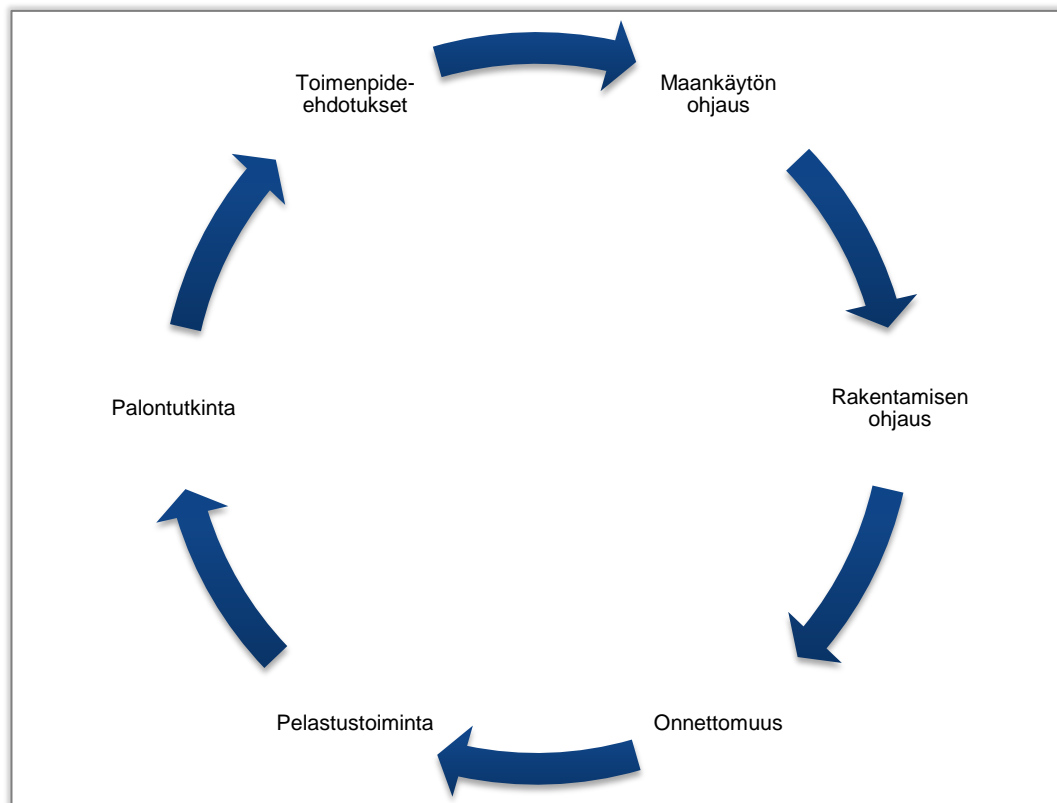 Toimenpide-
ehdotukset
Maankäytön
ohjaus
Rakentamisen
ohjaus
Onnettomuus
Pelastustoiminta
Palontutkinta